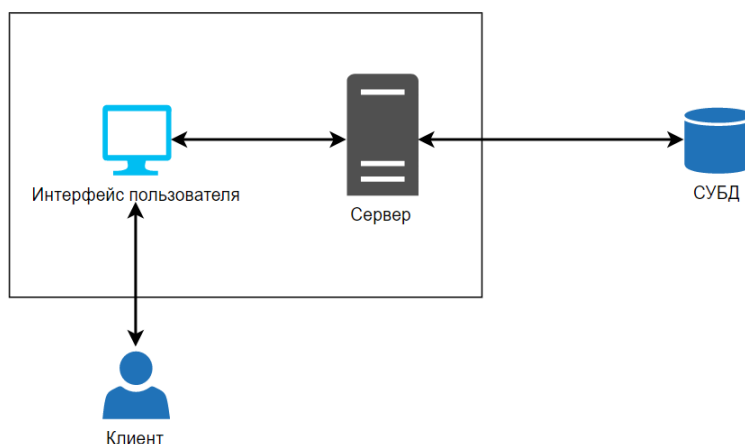 Интерфейс пользователя
Сервер
СУБД
Клиент